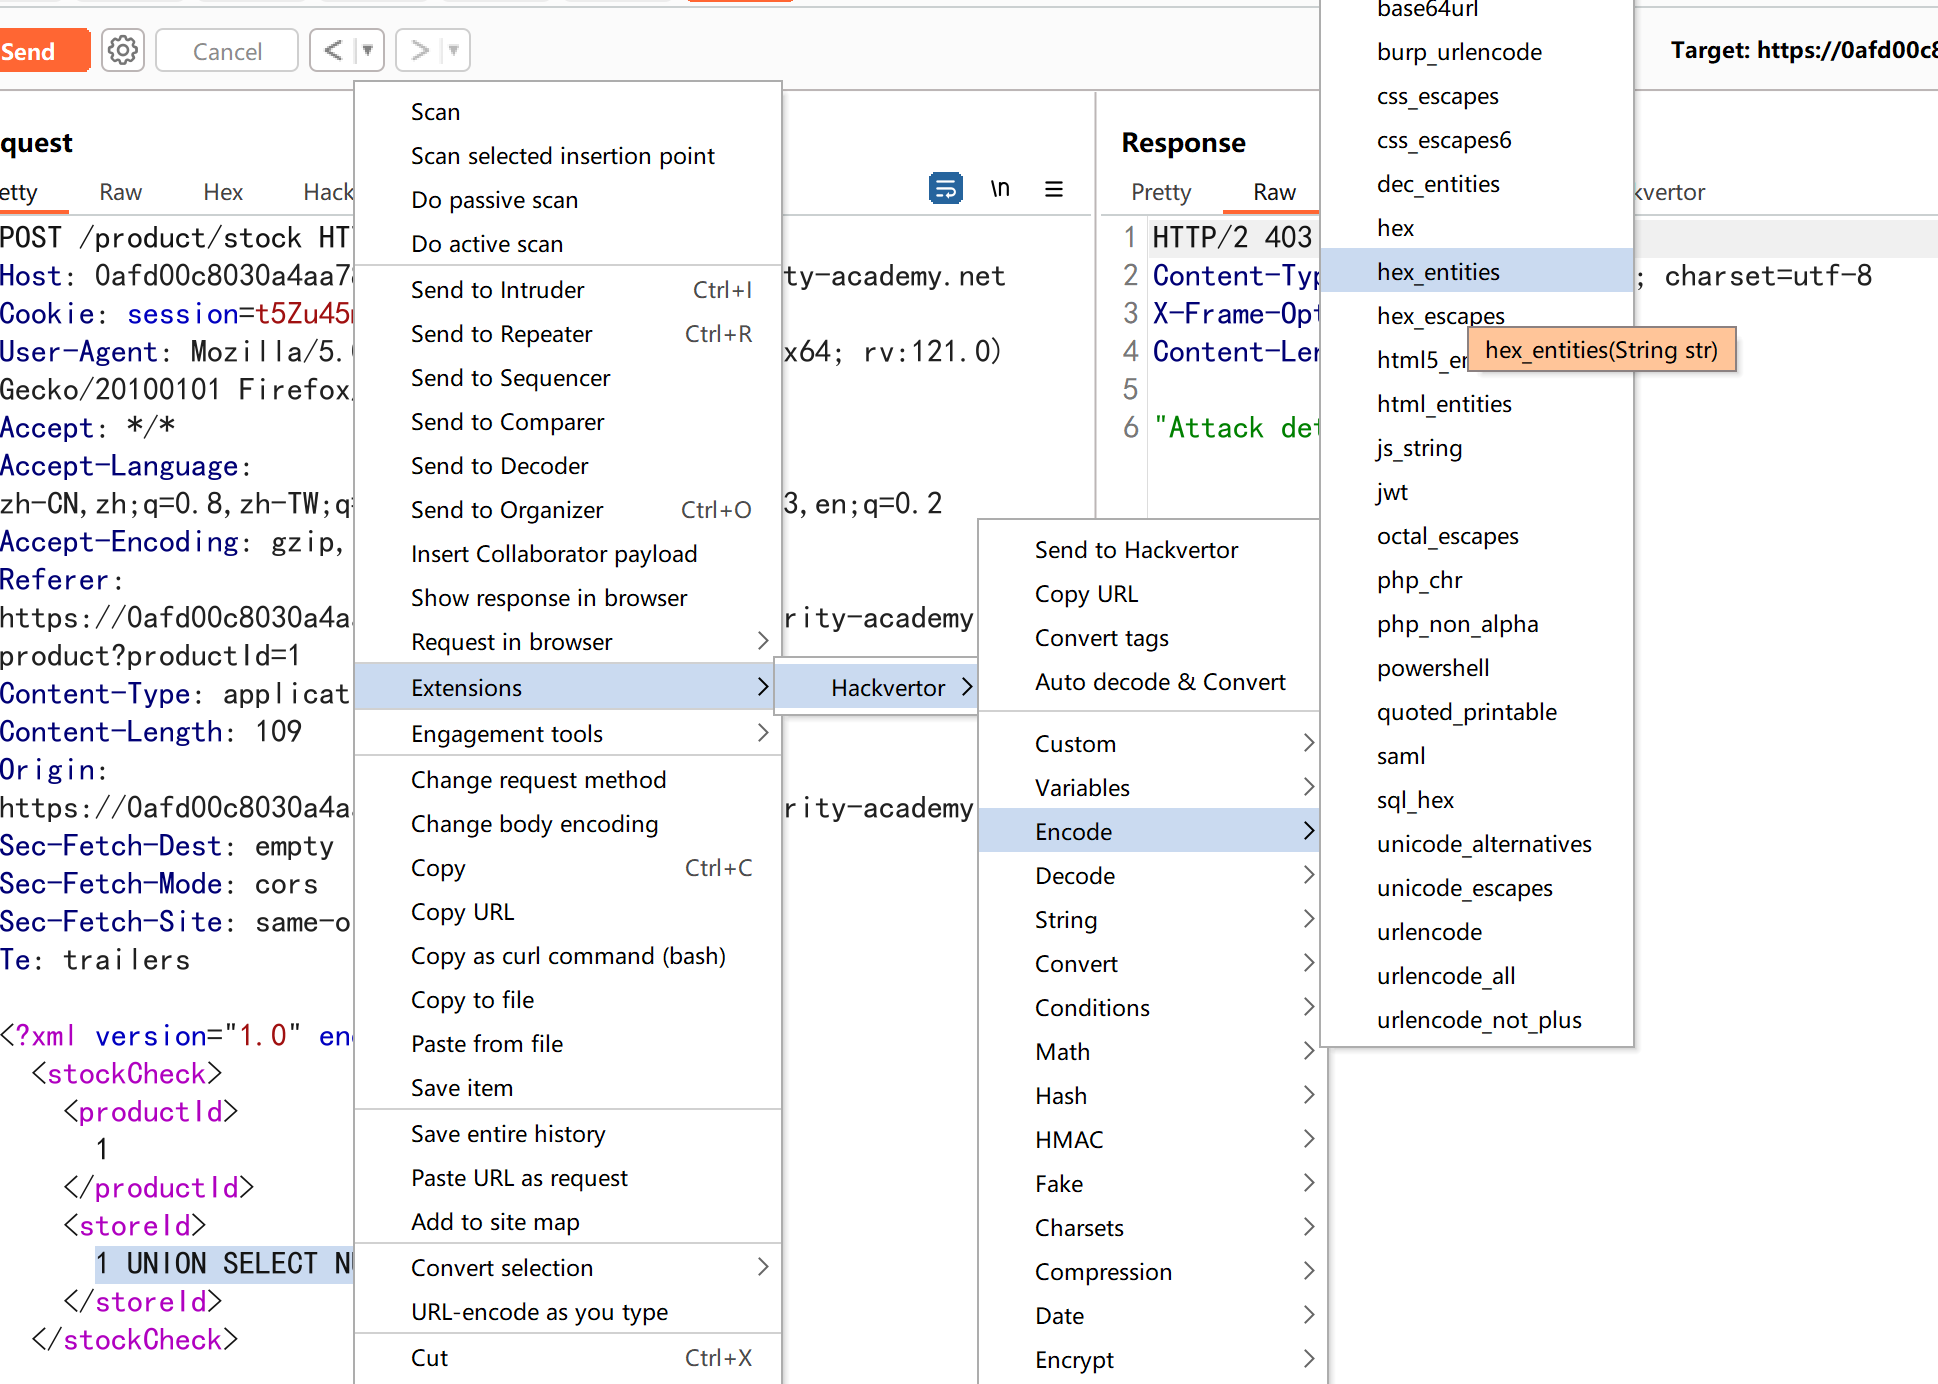 Send
Cancel
Target: https://0afd00c8
quest
etty
Raw
Hex
Hack
\n
POST /product/stock HTT
Host: 0afd00c8030a4aa78
ty-academy.net
Cookie: session=t5Zu45
User-Agent: Mozilla/5.
x64; rv:121.0)
Gecko/20100101 Firefox
Accept: */*
Accept-Language:
zh-CN,zh;q=0.8,zh-TW;q=
3,en;q=0.2
Accept-Encoding: gzip,
Referer:
https://0afd00c8030a4aa
rity-academy
product?productId=1
Content-Type: applicat
Content-Length: 109
Origin:
https://0afd00c8030a4aa
rity-academy
Sec-Fetch-Dest: empty
Sec-Fetch-Mode: cors
Sec-Fetch-Site: same-o
Te: trailers
<?xml version="1.0" enc
<stockCheck>
<productId>
1
</productId>
<storeId>
1 UNION SELECT NU
</storeId>
</stockCheck>
Scan
Scan selected insertion point
Do passive scan
Do active scan
Send to Intruder Ctrl+I
Send to Repeater Ctrl+R
Send to Sequencer
Send to Comparer
Send to Decoder
Send to Organizer Ctrl+O
Insert Collaborator payload
Show response in browser
Request in browser
Extensions
Engagement tools
Change request method
Change body encoding
Copy Ctrl+C
Copy URL
Copy as curl command (bash)
Copy to file
Paste from file
Save item
Save entire history
Paste URL as request
Add to site map
Convert selection
URL-encode as you type
Cut Ctrl+X
Hackvertor
Send to Hackvertor
Copy URL
Convert tags
Auto decode & Convert
Custom
Variables
Encode
Decode
String
Convert
Conditions
Math
Hash
HMAC
Fake
Charsets
Compression
Date
Encrypt
base64url
burp_urlencode
css_escapes
css_escapes6
dec_entities
hex
hex_entities
hex_escapes
html5_en
html_entities
js_string
jwt
octal_escapes
php_chr
php_non_alpha
powershell
quoted_printable
saml
sql_hex
unicode_alternatives
unicode_escapes
urlencode
urlencode_all
urlencode_not_plus
hex_entities(String str)
Response
Pretty
Raw
kvertor
1 HTTP/2 403
2 Content-Typ
; charset=utf-8
3 X-Frame-Opt
4 Content-Len
5
6 "Attack det